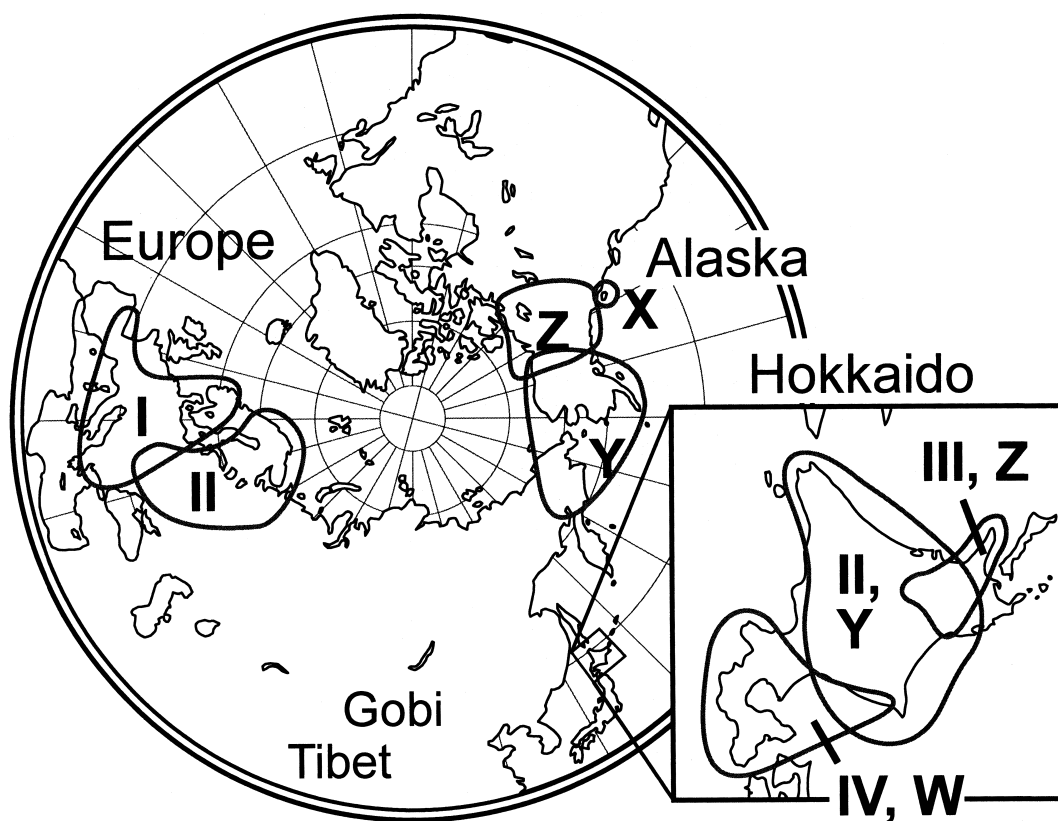 Europe
Alaska
X
Z
Hokkaido
I
Y
II
III, Z
II,
Y
Gobi
Tibet
IV, W